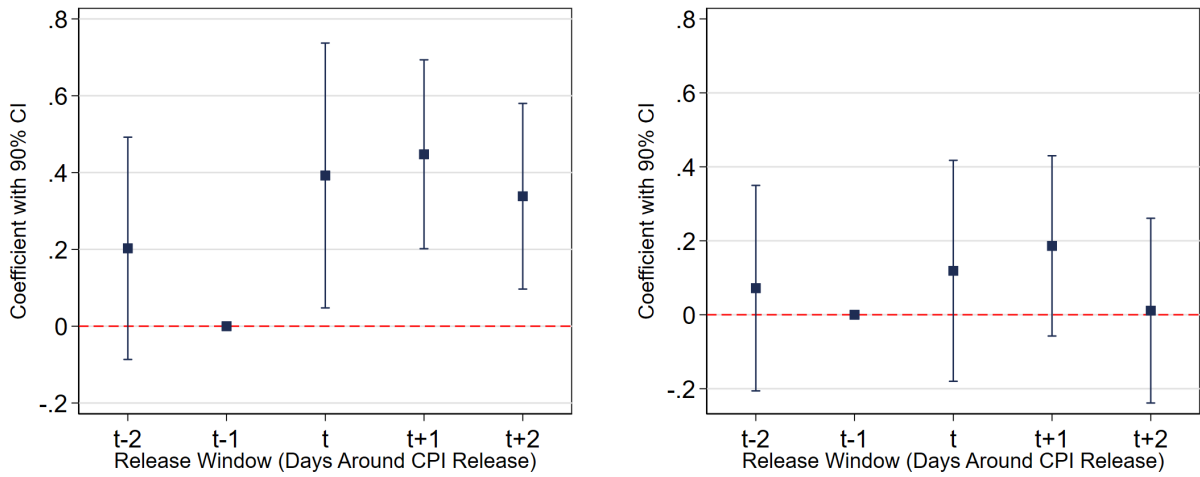 Coefficient with 90% CI
.8
.6
.4
.2
0
-.2
t-2 t-1 t t+1 t+2
Release Window (Days Around CPI Release)
Coefficient with 90% CI
.8
.6
.4
.2
0
-.2
t-2 t-1 t t+1 t+2
Release Window (Days Around CPI Release)